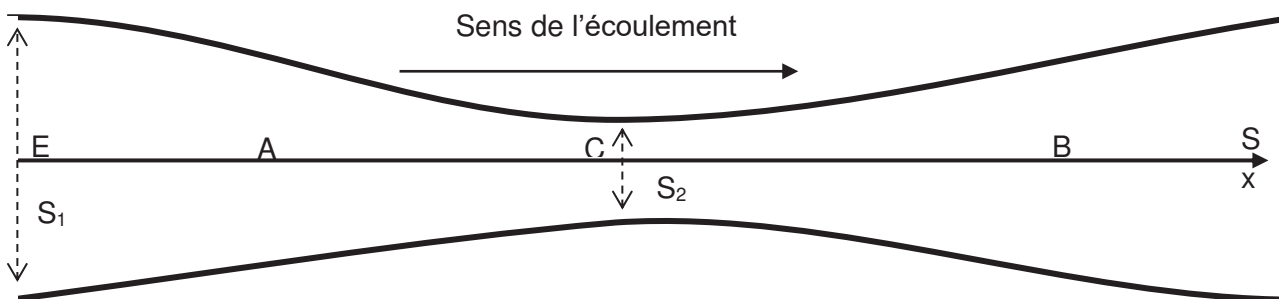 Sens de l'écoulement
E A C B S
x
S₂
S₁